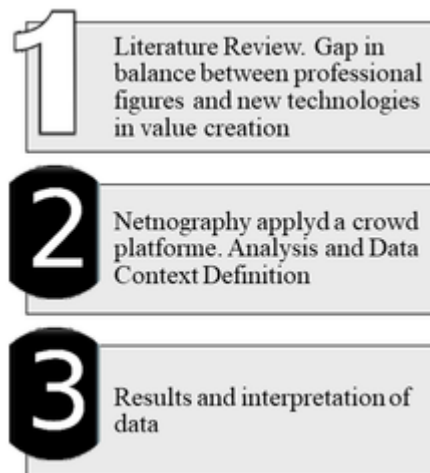 1
Literature Review. Gap in
balance between professional
figures and new technologies
in value creation
2
Netnography applyd a crowd
platforme. Analysis and Data
Context Definition
3
Results and interpretation of
data